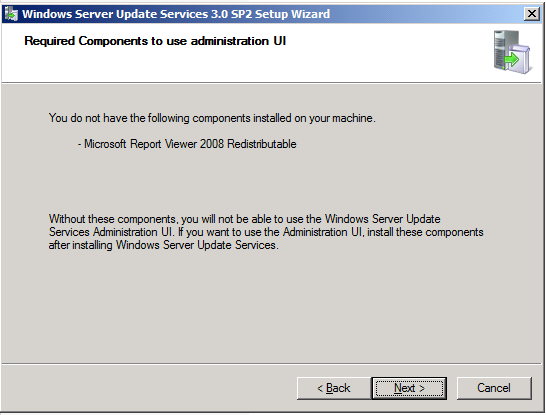 Windows Server Update Services 3.0 SP2 Setup Wizard
Required Components to use administration UI
You do not have the following components installed on your machine.
- Microsoft Report Viewer 2008 Redistributable
Without these components, you will not be able to use the Windows Server Update
Services Administration UI. If you want to use the Administration UI, install these components
after installing Windows Server Update Services.
< Back Next > Cancel